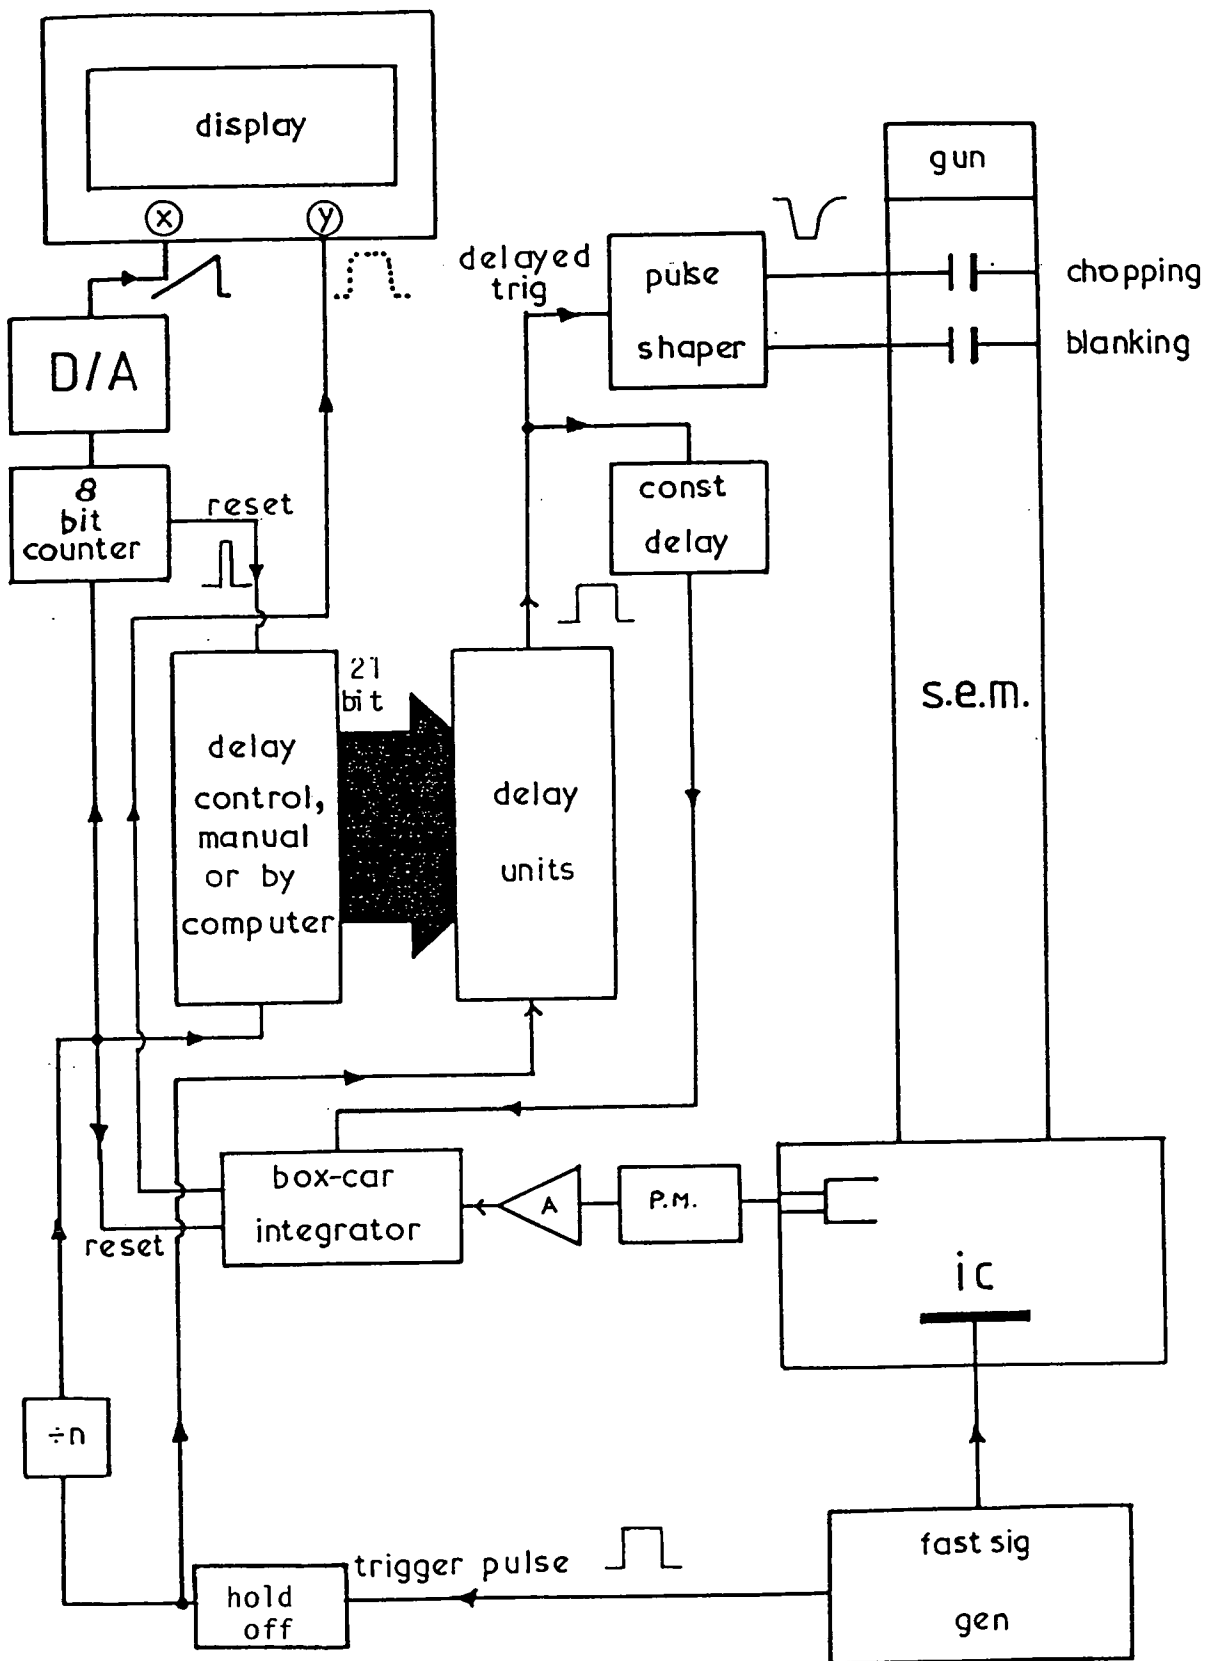 display
x
y
gun
delayed
trig
pulse
shaper
chopping
blanking
D/A
8
bit
counter
reset
const
delay
s.e.m.
21
bit
delay
control,
manual
or by
computer
delay
units
box-car
integrator
A
P.M.
reset
ic
÷n
trigger pulse
hold
off
fast sig
gen